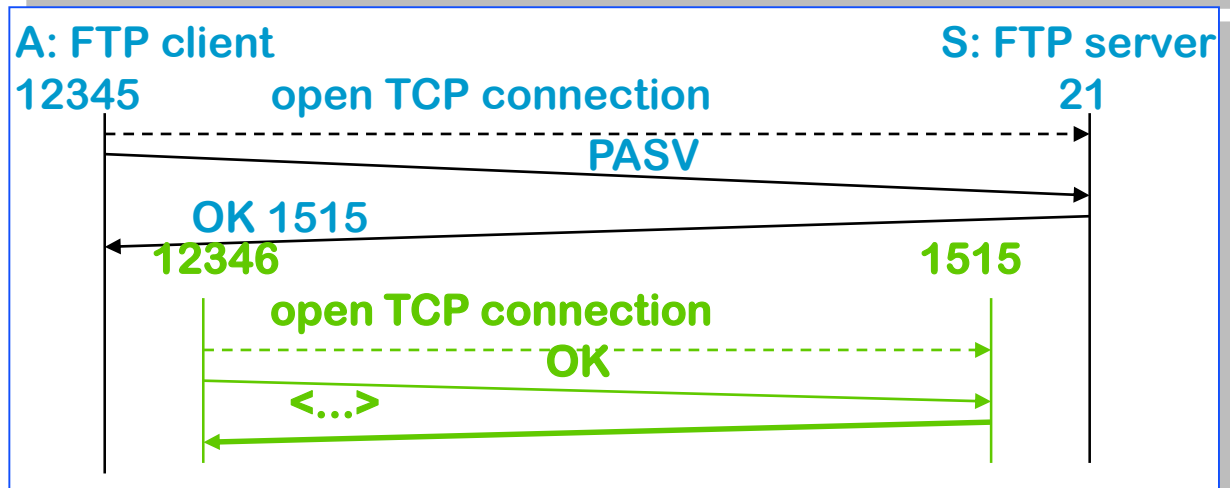 A: FTP client S: FTP server
12345 open TCP connection 21
PASV
OK 1515
12346 1515
open TCP connection
OK
<...>